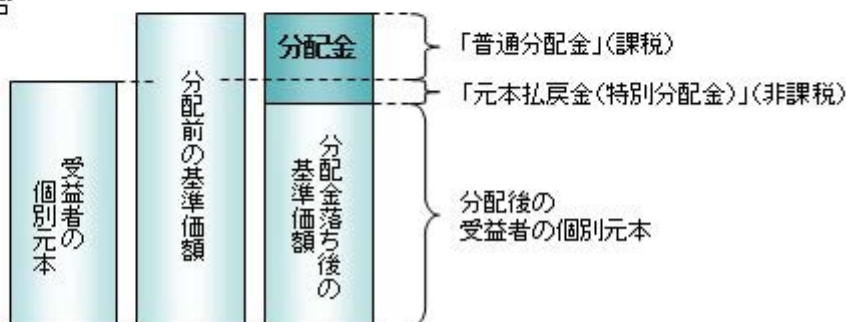 受益者の
個別元本
分配前の基準価額
分配金
分配金落ち後の
基準価額
「普通分配金」(課税)
「元本払戻金(特別分配金)」(非課税)
分配後の
受益者の個別元本